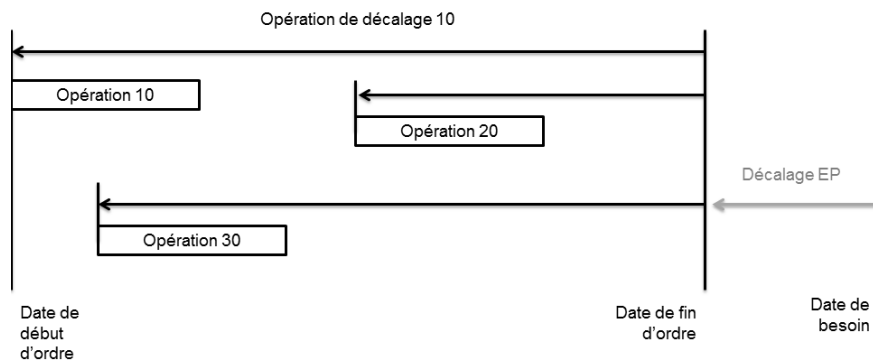 Opération de décalage 10
Opération 10
Opération 20
Décalage EP
Opération 30
Date de
début
d'ordre
Date de fin
d'ordre
Date de
besoin